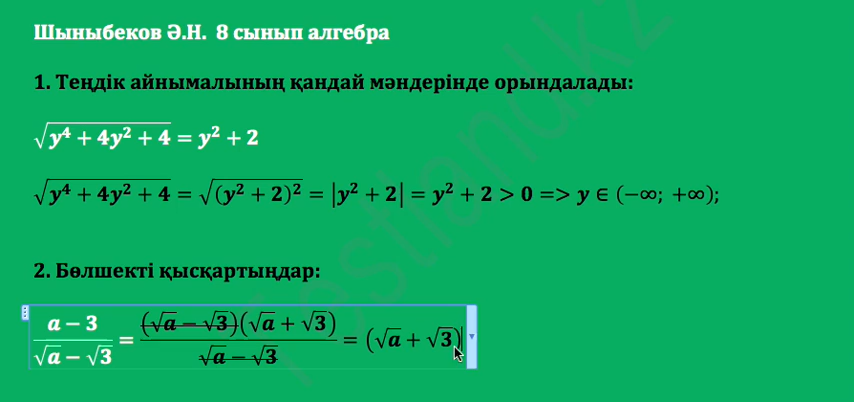 Шыныбеков Ә.Н. 8 сынып алгебра
1. Теңдік айнымалының қандай мәндерінде орындалады:
√(y⁴ + 4y² + 4) = y² + 2
√(y⁴ + 4y² + 4) = √((y² + 2)²) = |y² + 2| = y² + 2 > 0 => y ∈ (−∞; +∞);
2. Бөлшекті қысқартыңдар:
(a − 3)/(√a − √3) = ((√a − √3)(√a + √3))/(√a − √3) = (√a + √3)